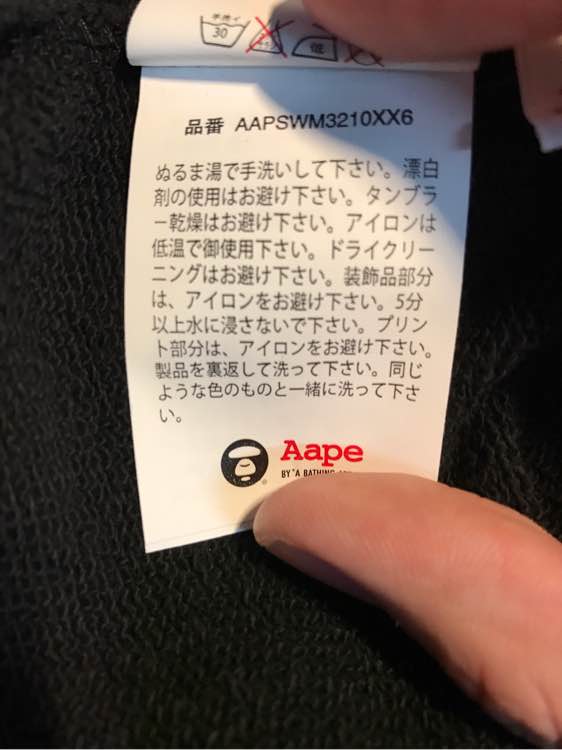 手洗イ
30
低
品番 AAPSWM3210XX6
ぬるま湯で手洗いして下さい。漂白
剤の使用はお避け下さい。タンブラ
ー乾燥はお避け下さい。アイロンは
低温で御使用下さい。ドライクリー
ニングはお避け下さい。装飾品部分
は、アイロンをお避け下さい。5分
以上水に浸さないで下さい。プリン
ト部分は、アイロンをお避け下さい。
製品を裏返して洗って下さい。同じ
ような色のものと一緒に洗って下さ
い。
Aape
BY *A BATHING